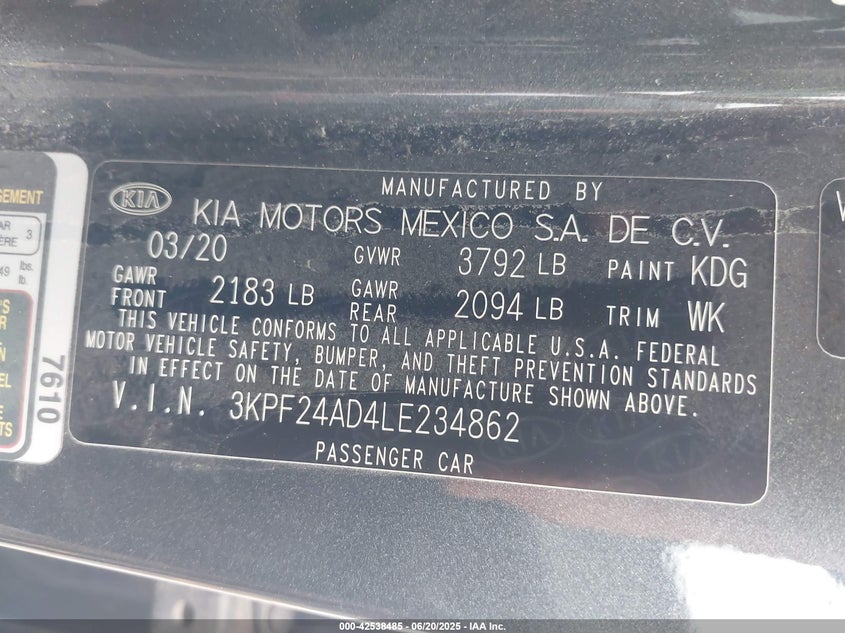 MANUFACTURED BY
KIA KIA MOTORS MEXICO S.A. DE C.V.
03/20 GVWR 3792 LB PAINT KDG
GAWR FRONT 2183 LB GAWR REAR 2094 LB TRIM WK
THIS VEHICLE CONFORMS TO ALL APPLICABLE U.S.A. FEDERAL
MOTOR VEHICLE SAFETY, BUMPER, AND THEFT PREVENTION STANDARDS
IN EFFECT ON THE DATE OF MANUFACTURE SHOWN ABOVE.
V.I.N. 3KPF24AD4LE234862
PASSENGER CAR
3
lbs.
lb.
7610
000-42538485 - 06/20/2025 - IAA Inc.